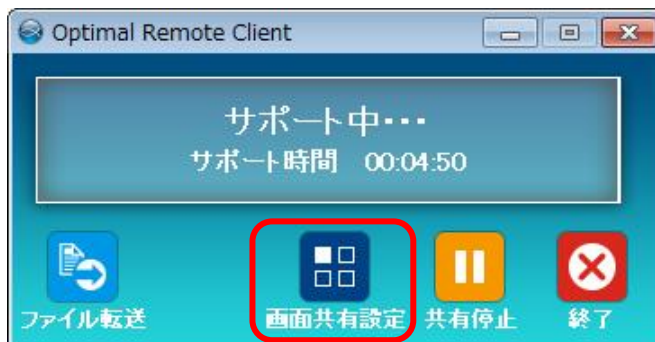 Optimal Remote Client
サポート中･･･
サポート時間 00:04:50
ファイル転送
画面共有設定
共有停止
終了